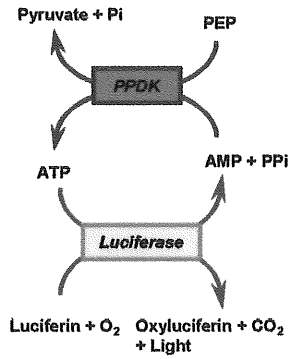 Pyruvate + Pi
PEP
PPDK
ATP
AMP + PPi
Luciferase
Luciferin + O2
Oxyluciferin + CO2
+ Light